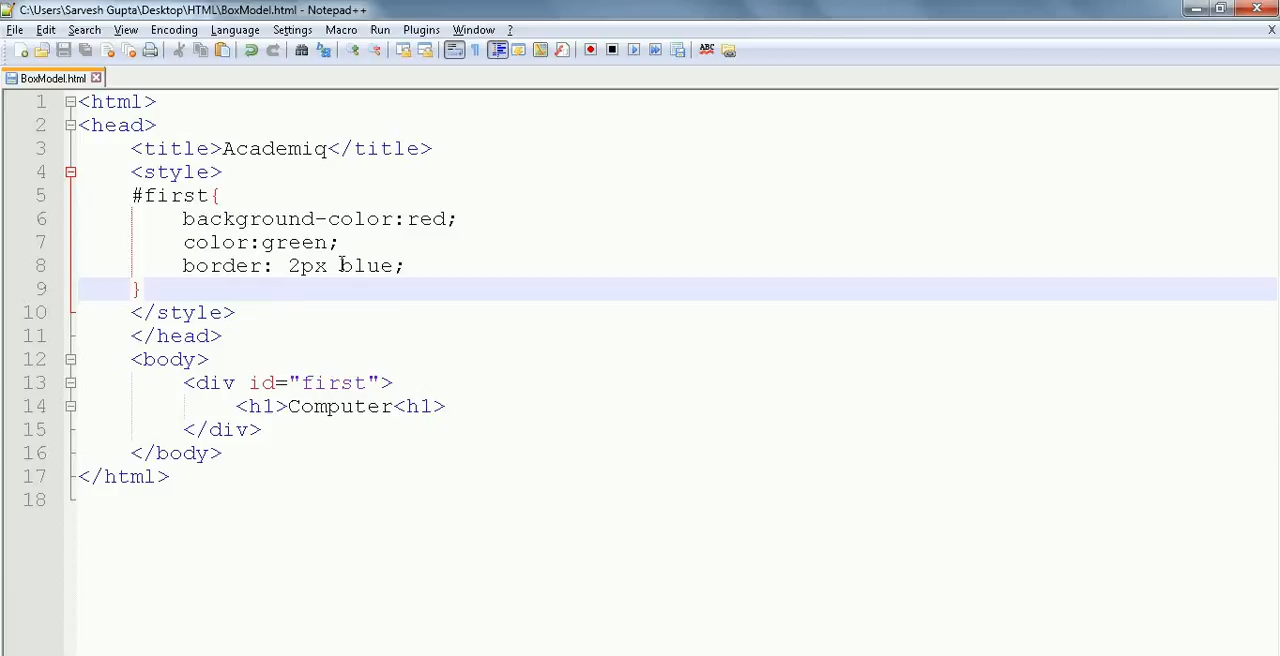 C:\Users\Sarvesh Gupta\Desktop\HTML\BoxModel.html - Notepad++
File Edit Search View Encoding Language Settings Macro Run Plugins Window ? X
ABC
BoxModel.html
1 <html>
2 <head>
3 <title>Academiq</title>
4 <style>
5 #first{
6 background-color:red;
7 color:green;
8 border: 2px blue;
9 }
10 </style>
11 </head>
12 <body>
13 <div id="first">
14 <h1>Computer<h1>
15 </div>
16 </body>
17 </html>
18